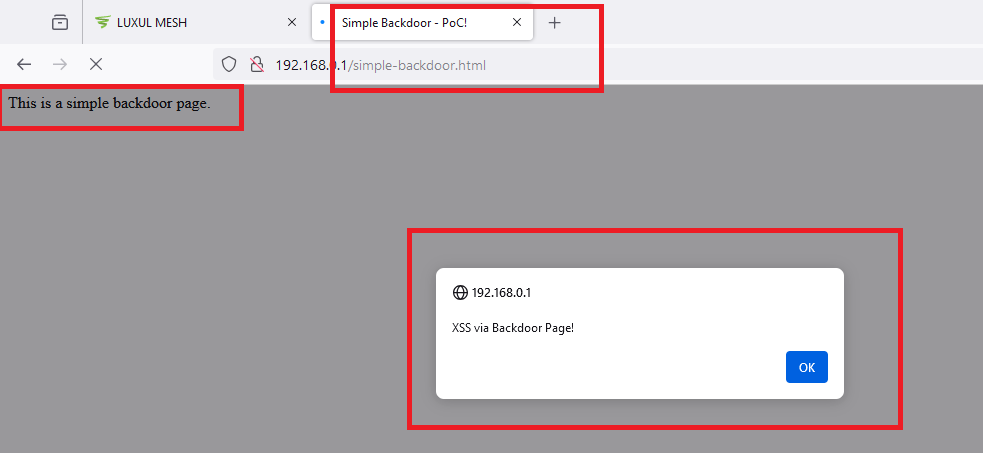 LUXUL MESH
Simple Backdoor - PoC!
192.168.0.1/simple-backdoor.html
This is a simple backdoor page.
192.168.0.1
XSS via Backdoor Page!
OK